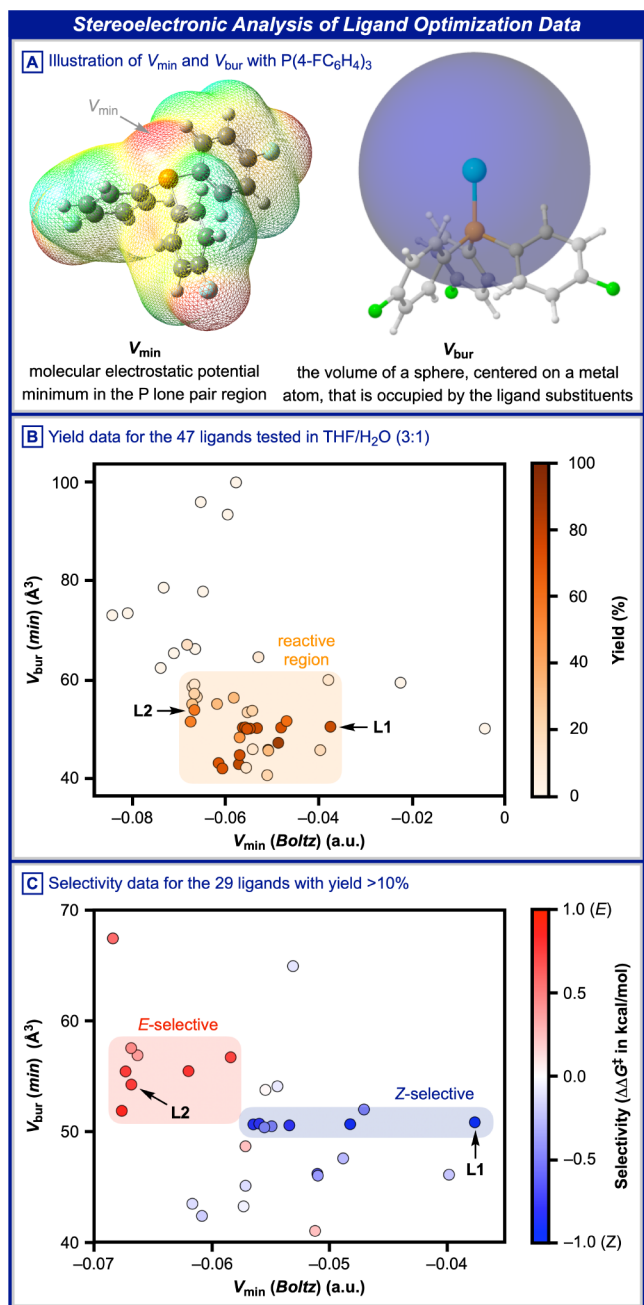 Stereoelectronic Analysis of Ligand Optimization Data
A Illustration of Vmin and Vbur with P(4-FC6H4)3
Vmin
Vmin
molecular electrostatic potential
minimum in the P lone pair region
Vbur
the volume of a sphere, centered on a metal
atom, that is occupied by the ligand substituents
B Yield data for the 47 ligands tested in THF/H2O (3:1)
100
80
60
40
Vbur (min) (Å3)
reactive
region
L2
L1
−0.08
−0.06
−0.04
−0.02
0
Vmin (Boltz) (a.u.)
100
80
60
40
20
0
Yield (%)
C Selectivity data for the 29 ligands with yield >10%
70
60
50
40
Vbur (min) (Å3)
E-selective
L2
Z-selective
L1
−0.07
−0.06
−0.05
−0.04
Vmin (Boltz) (a.u.)
1.0 (E)
0.5
0.0
−0.5
−1.0 (Z)
Selectivity (ΔΔG‡ in kcal/mol)